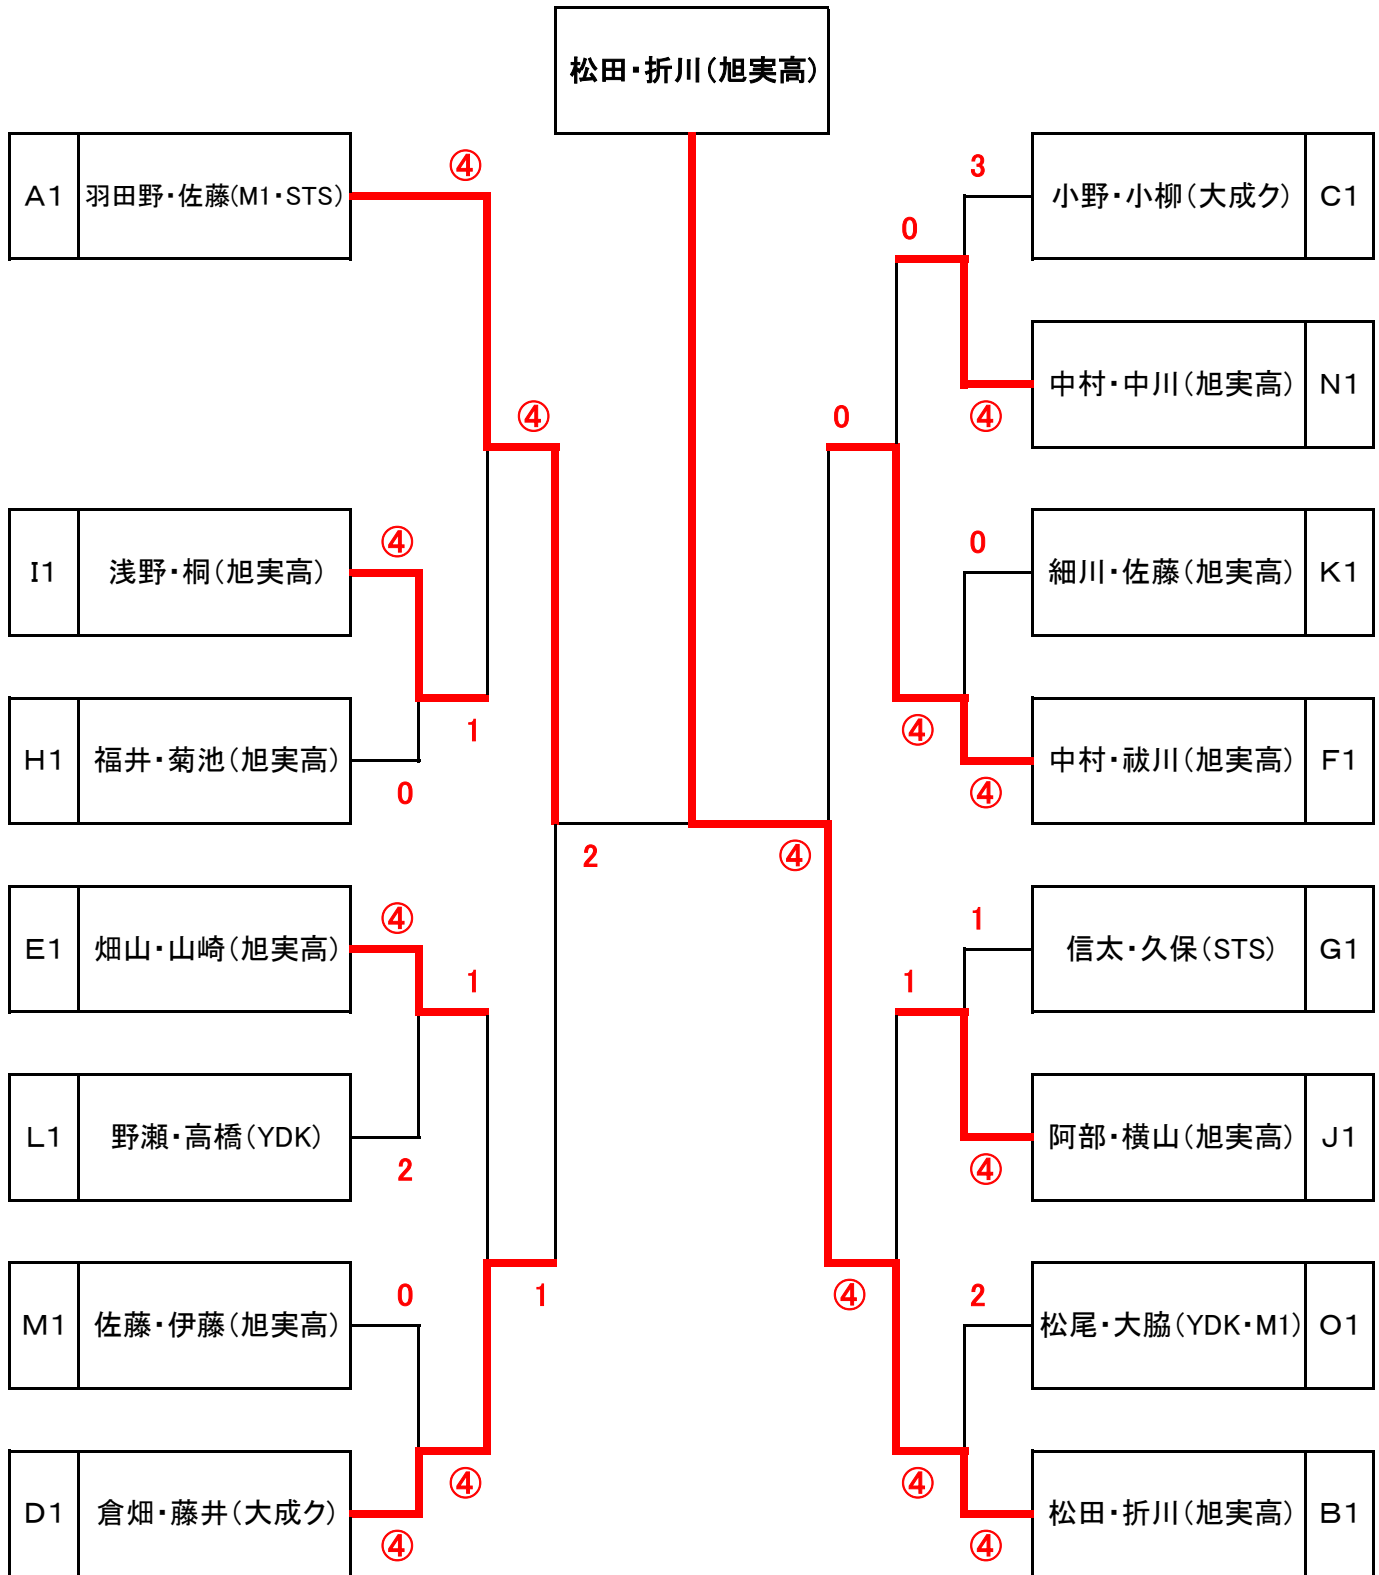 松田・折川(旭実高)
A1 羽田野・佐藤(M1・STS)
④
④
I1 浅野・桐(旭実高)
④
1
H1 福井・菊池(旭実高)
0
E1 畑山・山崎(旭実高)
④
1
L1 野瀬・高橋(YDK)
2
M1 佐藤・伊藤(旭実高)
0
1
D1 倉畑・藤井(大成ク)
④
④
2
④
3
小野・小柳(大成ク) C1
0
中村・中川(旭実高) N1
④
0
0
細川・佐藤(旭実高) K1
④
中村・祓川(旭実高) F1
④
1
信太・久保(STS) G1
1
阿部・横山(旭実高) J1
④
④
2
松尾・大脇(YDK・M1) O1
④
松田・折川(旭実高) B1
④